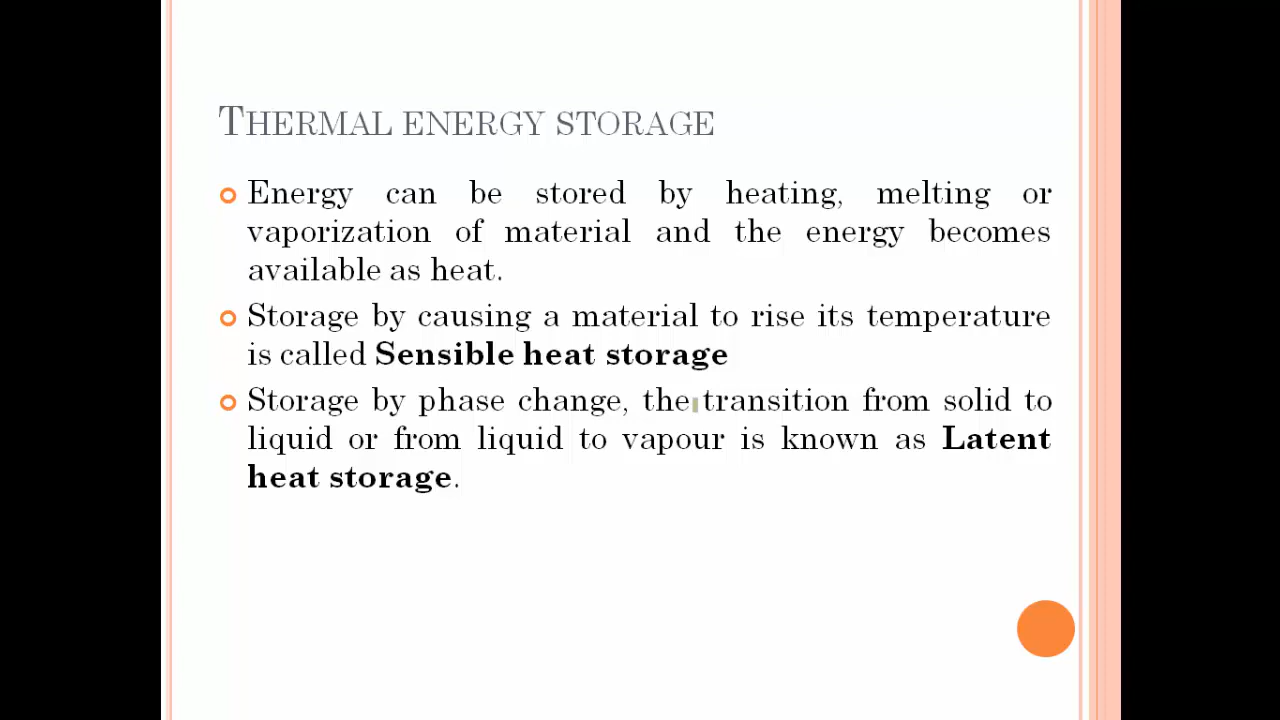 THERMAL ENERGY STORAGE
Energy can be stored by heating, melting or
vaporization of material and the energy becomes
available as heat.
Storage by causing a material to rise its temperature
is called Sensible heat storage
Storage by phase change, the transition from solid to
liquid or from liquid to vapour is known as Latent
heat storage.